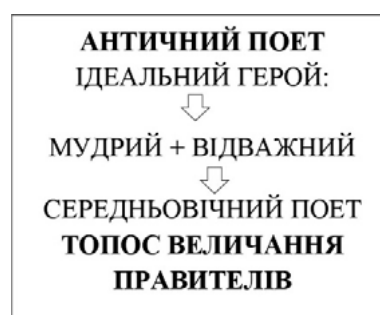 АНТИЧНИЙ ПОЕТ
ІДЕАЛЬНИЙ ГЕРОЙ:
МУДРИЙ + ВІДВАЖНИЙ
СЕРЕДНЬОВІЧНИЙ ПОЕТ
ТОПОС ВЕЛИЧАННЯ
ПРАВИТЕЛІВ